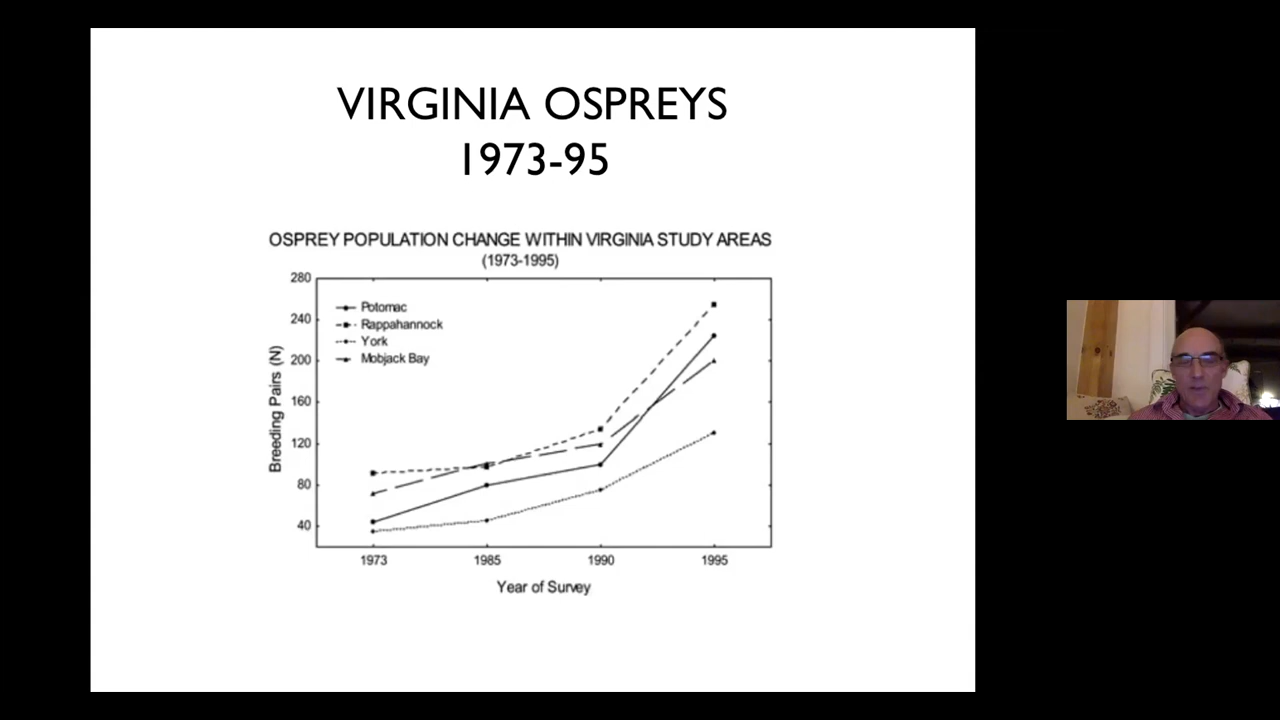 VIRGINIA OSPREYS
1973-95
OSPREY POPULATION CHANGE WITHIN VIRGINIA STUDY AREAS
(1973-1995)
280
240
200
160
120
80
40
Breeding Pairs (N)
Potomac
Rappahannock
York
Mobjack Bay
1973 1985 1990 1995
Year of Survey